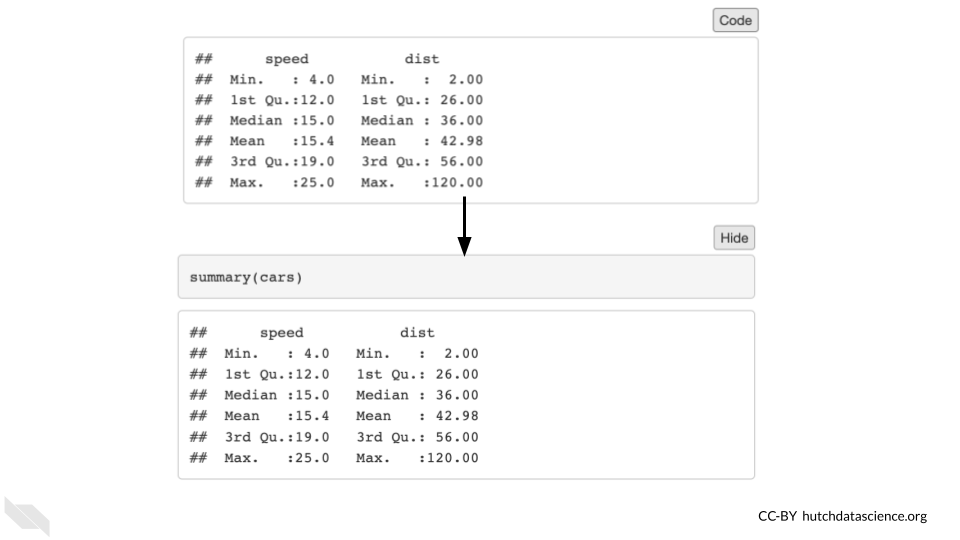 Code
##      speed           dist
##  Min.   : 4.0   Min.   :  2.00
##  1st Qu.:12.0   1st Qu.: 26.00
##  Median :15.0   Median : 36.00
##  Mean   :15.4   Mean   : 42.98
##  3rd Qu.:19.0   3rd Qu.: 56.00
##  Max.   :25.0   Max.   :120.00
Hide
summary(cars)
##      speed           dist
##  Min.   : 4.0   Min.   :  2.00
##  1st Qu.:12.0   1st Qu.: 26.00
##  Median :15.0   Median : 36.00
##  Mean   :15.4   Mean   : 42.98
##  3rd Qu.:19.0   3rd Qu.: 56.00
##  Max.   :25.0   Max.   :120.00
CC-BY hutchdatascience.org